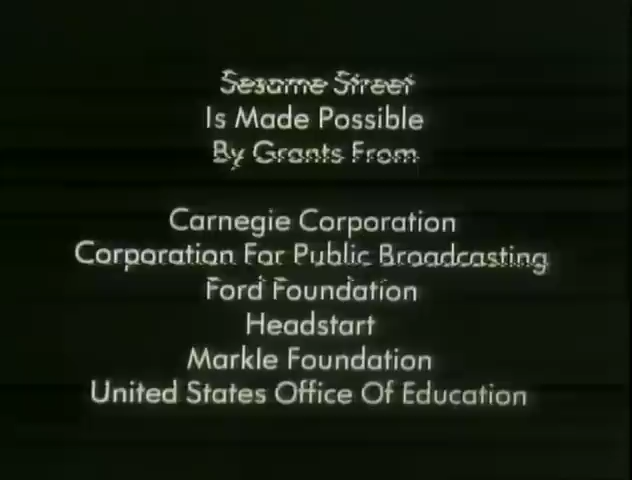 Sesame Street
Is Made Possible
By Grants From
Carnegie Corporation
Corporation For Public Broadcasting
Ford Foundation
Headstart
Markle Foundation
United States Office Of Education